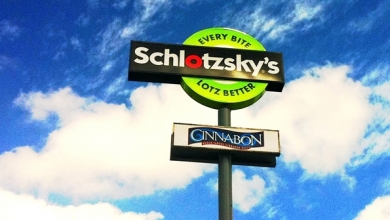 EVERY BITE
Schlotzsky's
LOTZ BETTER
CINNABON